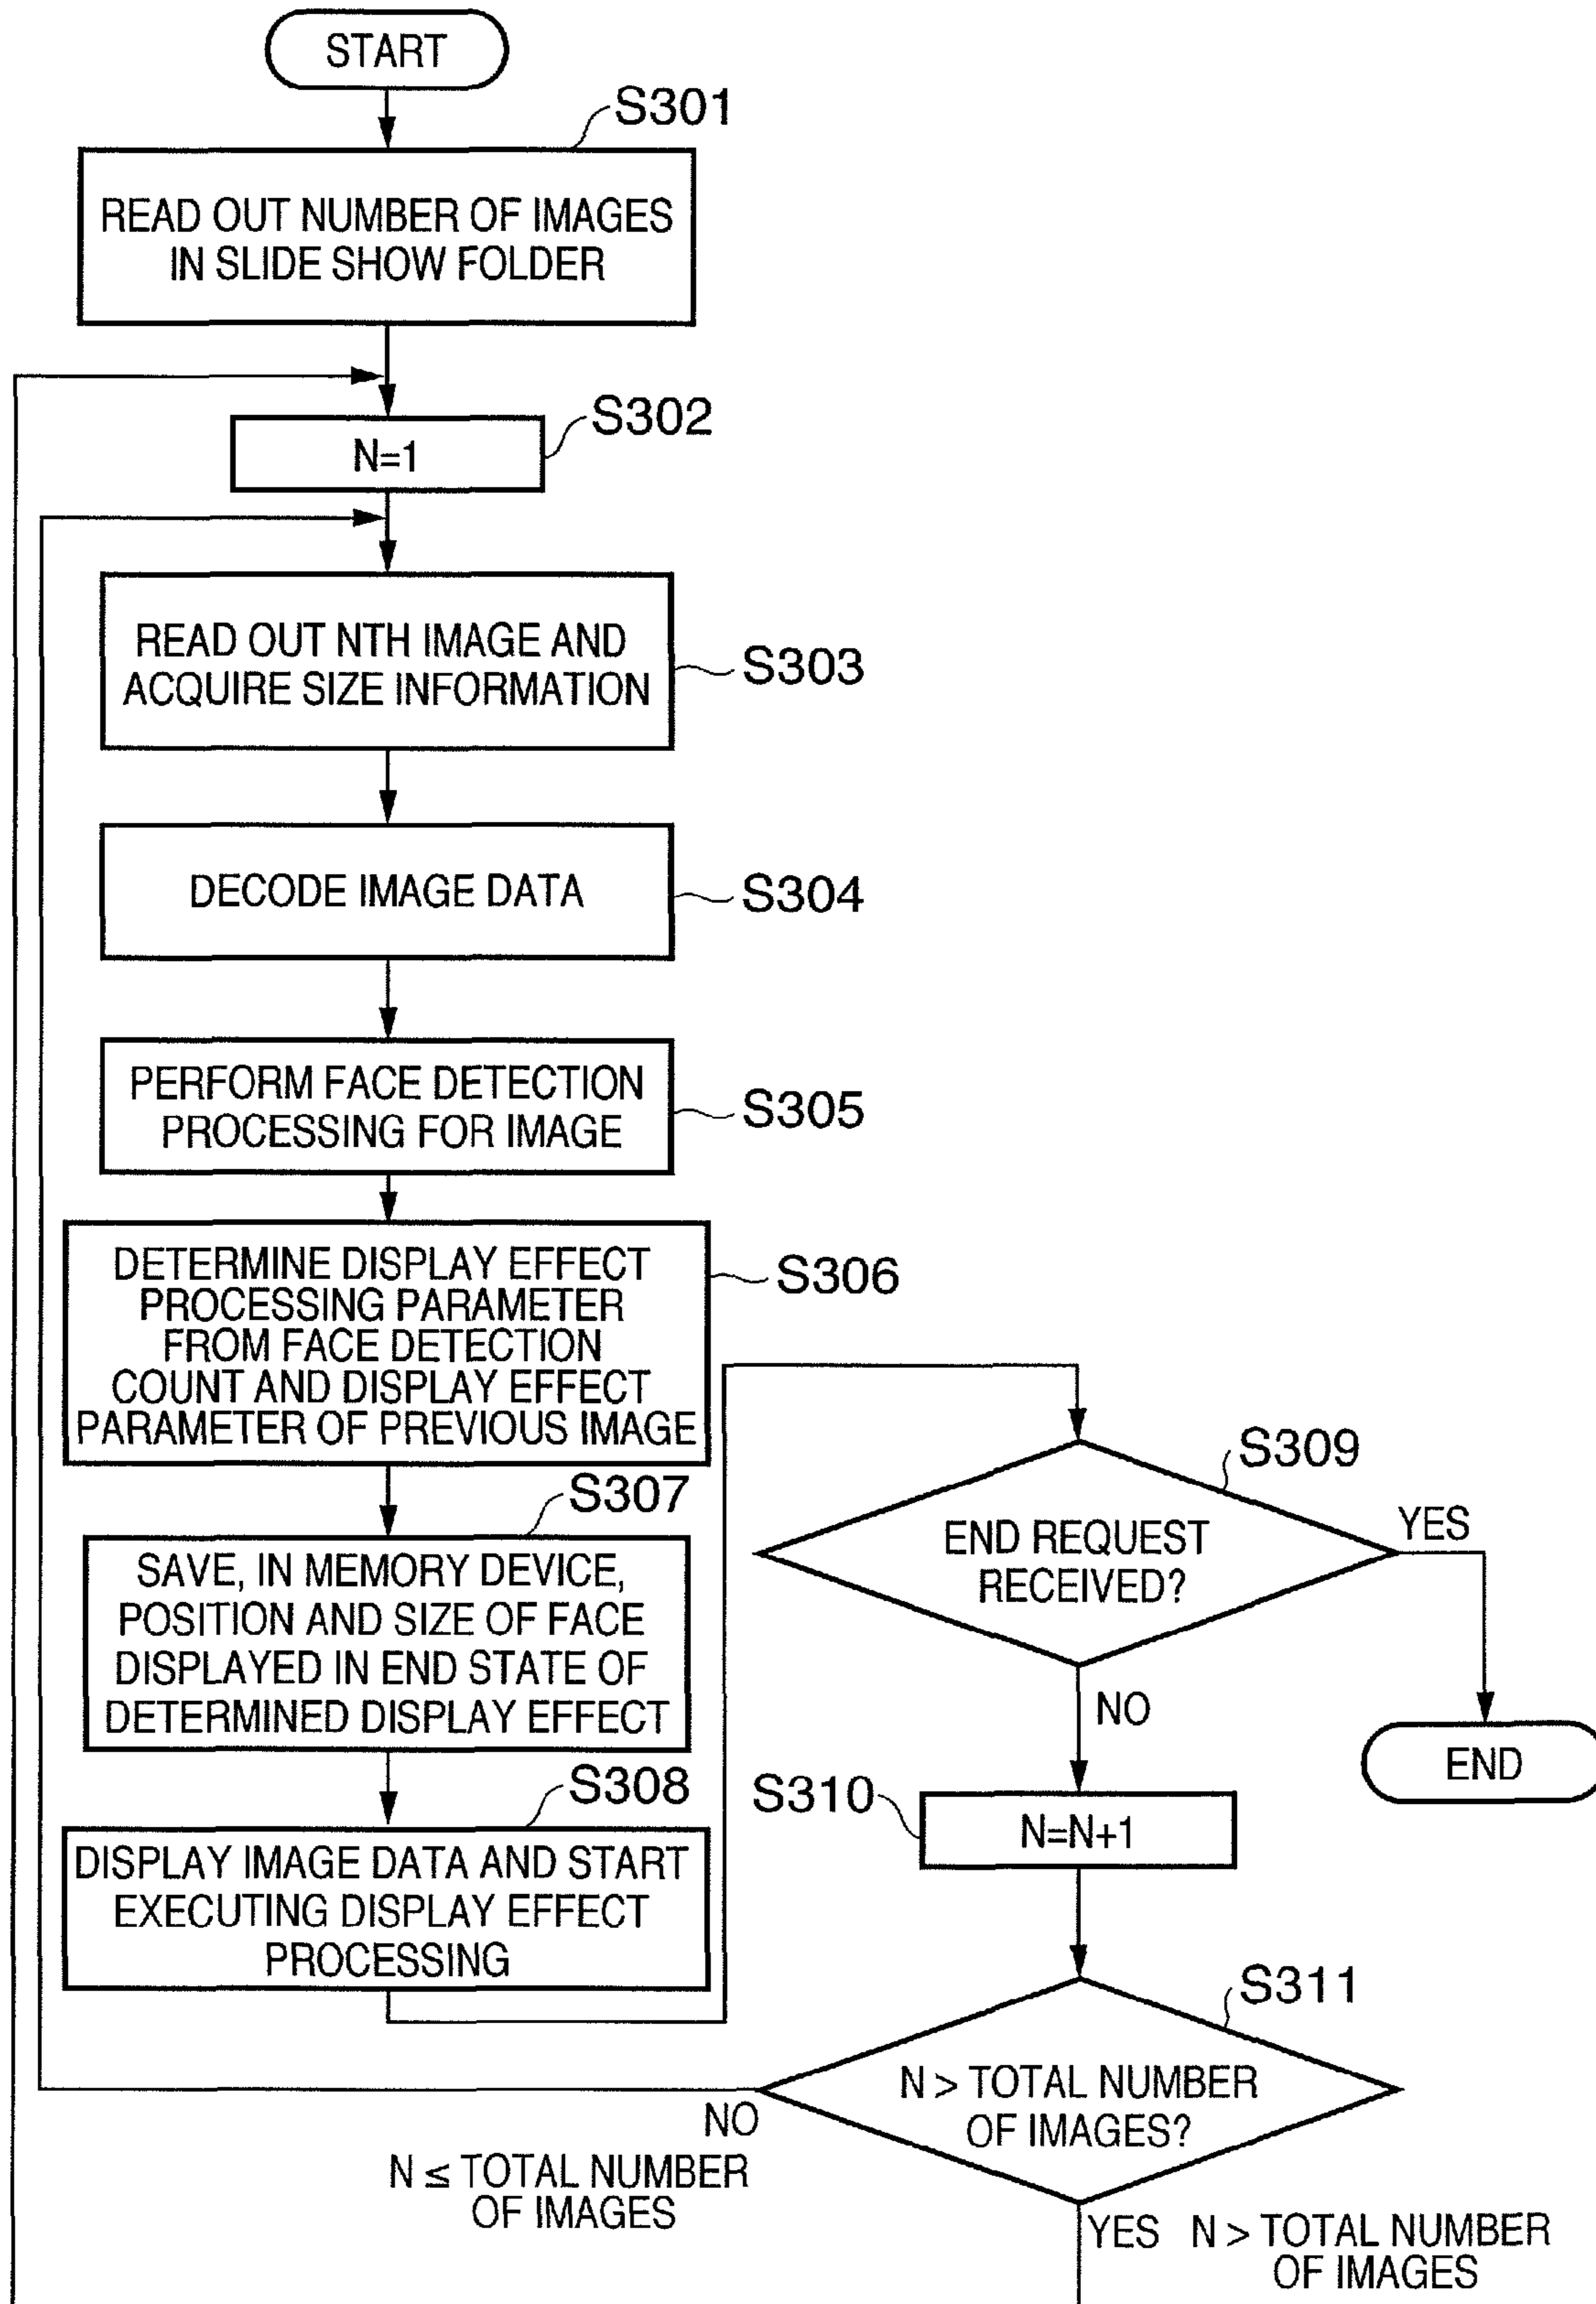 START
S301
READ OUT NUMBER OF IMAGES
IN SLIDE SHOW FOLDER
S302
N=1
READ OUT NTH IMAGE AND
ACQUIRE SIZE INFORMATION
S303
DECODE IMAGE DATA
S304
PERFORM FACE DETECTION
PROCESSING FOR IMAGE
S305
DETERMINE DISPLAY EFFECT
PROCESSING PARAMETER
FROM FACE DETECTION
COUNT AND DISPLAY EFFECT
PARAMETER OF PREVIOUS IMAGE
S306
S307
SAVE, IN MEMORY DEVICE,
POSITION AND SIZE OF FACE
DISPLAYED IN END STATE OF
DETERMINED DISPLAY EFFECT
S308
DISPLAY IMAGE DATA AND START
EXECUTING DISPLAY EFFECT
PROCESSING
S309
END REQUEST
RECEIVED?
YES
NO
END
S310
N=N+1
S311
N > TOTAL NUMBER
OF IMAGES?
NO
N ≤ TOTAL NUMBER
OF IMAGES
YES N > TOTAL NUMBER
OF IMAGES